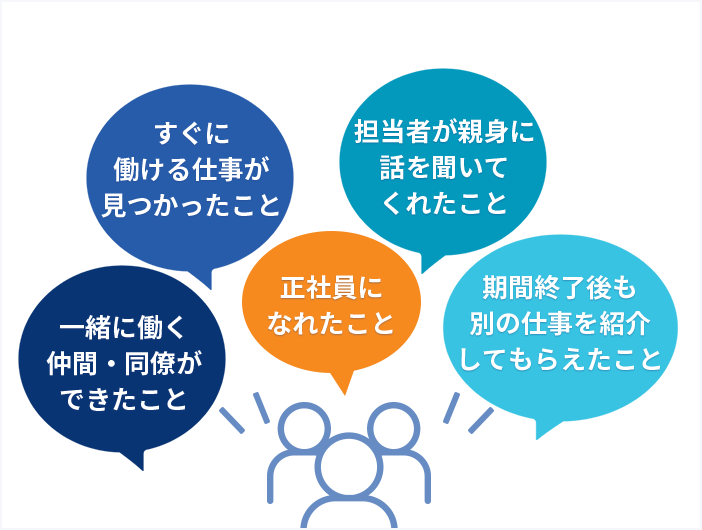 すぐに
働ける仕事が
見つかったこと
担当者が親身に
話を聞いて
くれたこと
一緒に働く
仲間・同僚が
できたこと
正社員に
なれたこと
期間終了後も
別の仕事を紹介
してもらえたこと